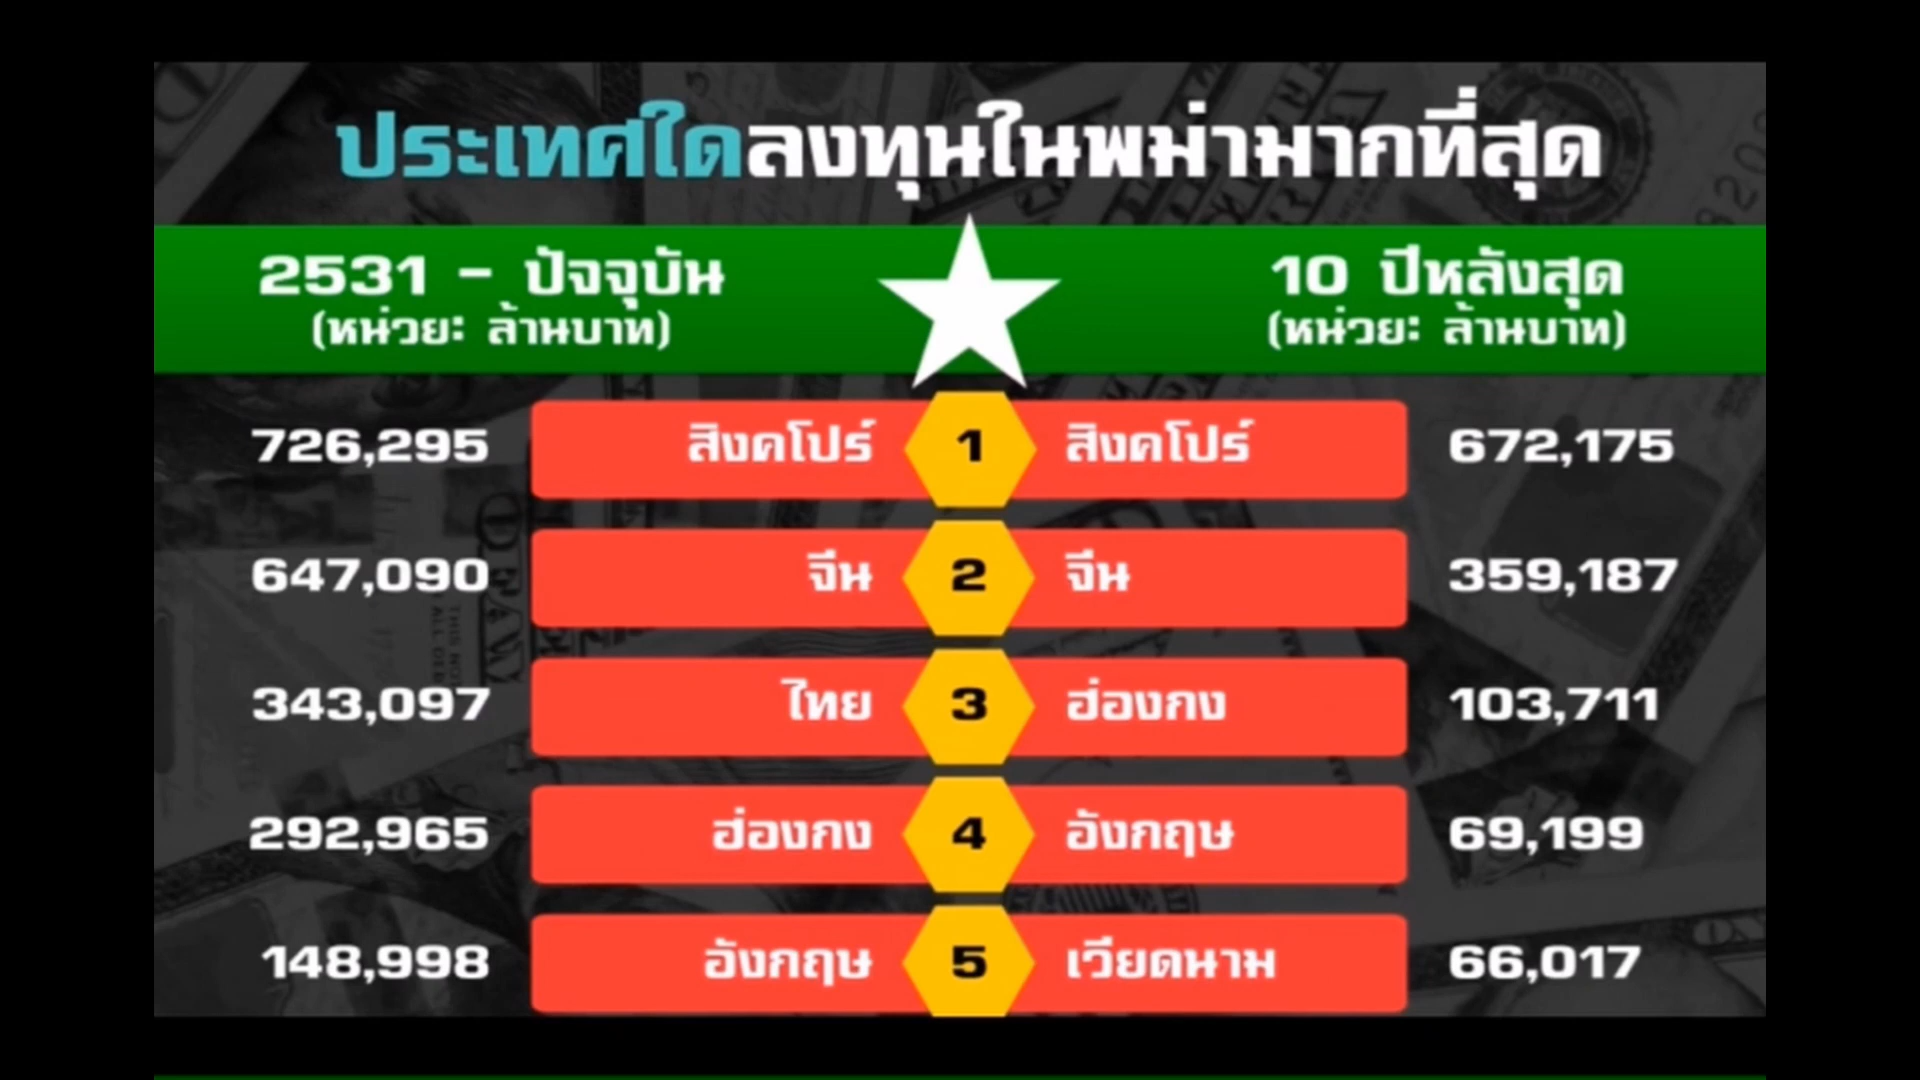 ประเทศใดลงทุนในพม่ามากที่สุด
2531 - ปัจจุบัน
(หน่วย: ล้านบาท)
10 ปีหลังสุด
(หน่วย: ล้านบาท)
726,295 สิงคโปร์ 1 สิงคโปร์ 672,175
647,090 จีน 2 จีน 359,187
343,097 ไทย 3 ฮ่องกง 103,711
292,965 ฮ่องกง 4 อังกฤษ 69,199
148,998 อังกฤษ 5 เวียดนาม 66,017